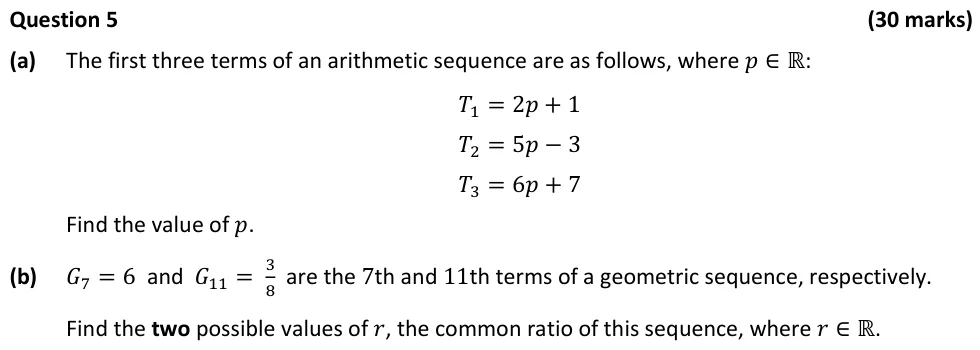 Question 5 (30 marks)
(a) The first three terms of an arithmetic sequence are as follows, where p ∈ ℝ:
T₁ = 2p + 1
T₂ = 5p − 3
T₃ = 6p + 7
Find the value of p.
(b) G₇ = 6 and G₁₁ = 3/8 are the 7th and 11th terms of a geometric sequence, respectively.
Find the two possible values of r, the common ratio of this sequence, where r ∈ ℝ.